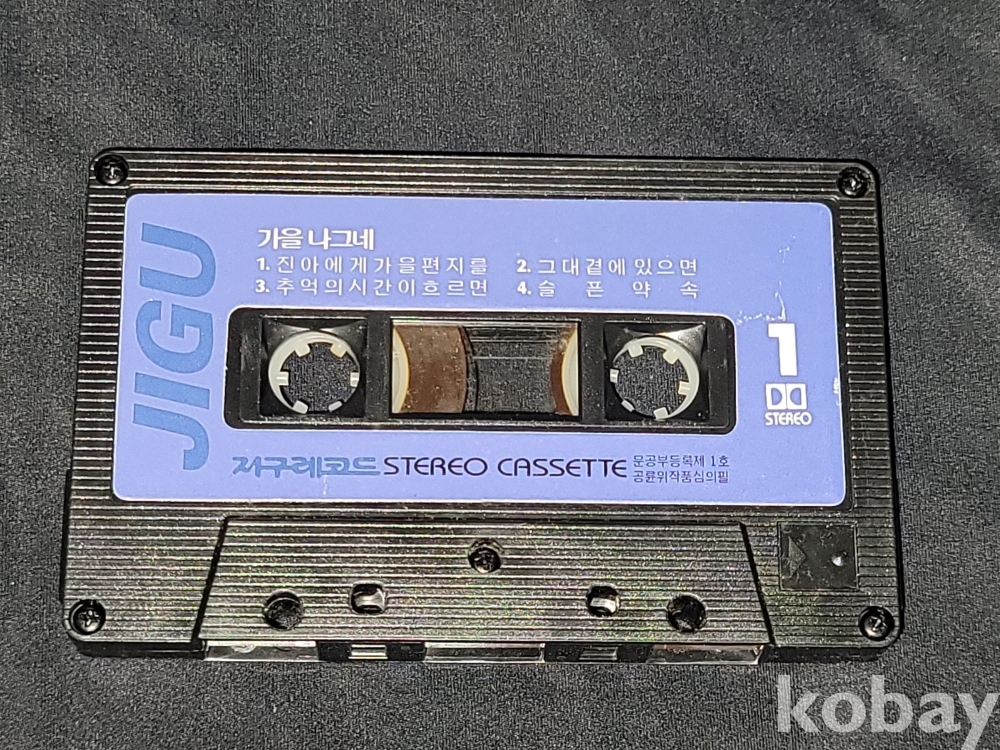 JIGU
가을 나그네
1. 진아에게가을편지를 2. 그대곁에있으면
3. 추억의시간이흐르면 4. 슬픈약속
1
DD
STEREO
지구레코드 STEREO CASSETTE 문공부등록제 1호
공륜위작품심의필
kobay